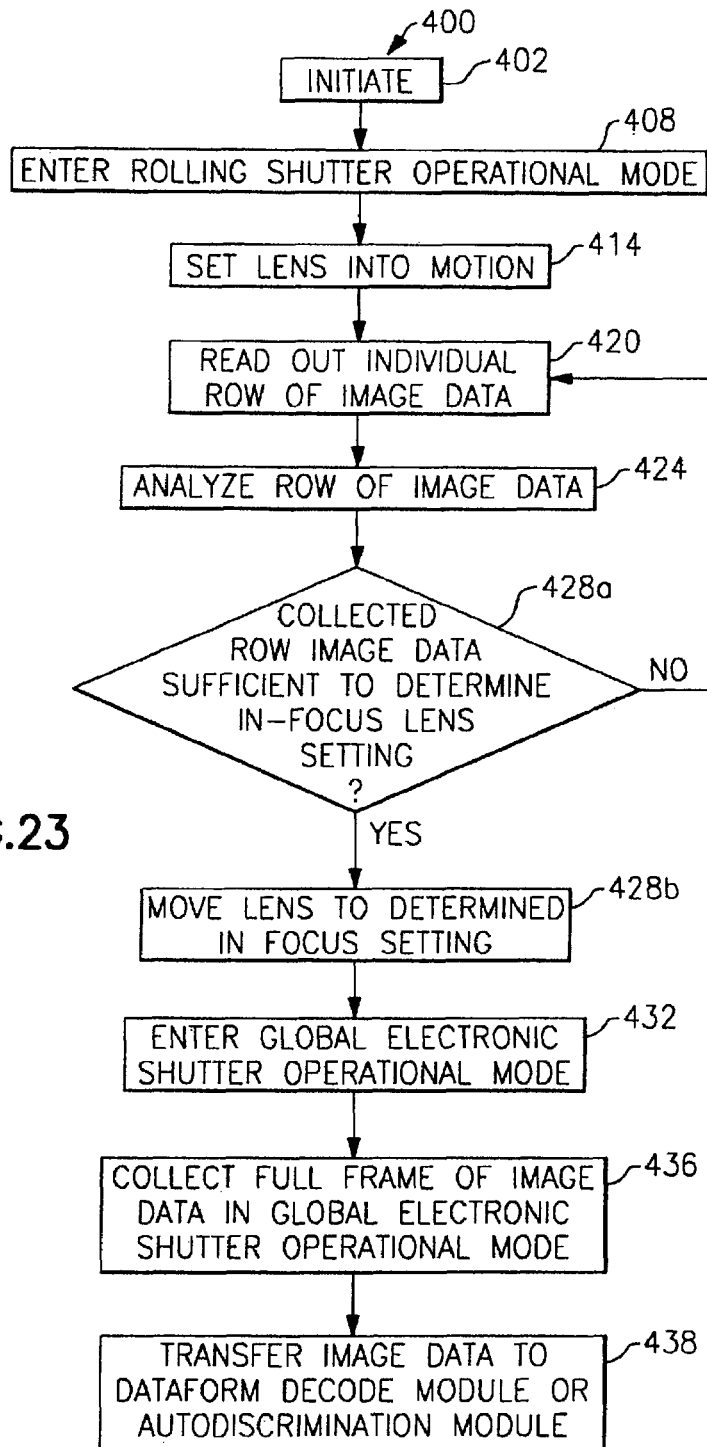 400
INITIATE
402
408
ENTER ROLLING SHUTTER OPERATIONAL MODE
SET LENS INTO MOTION
414
READ OUT INDIVIDUAL
ROW OF IMAGE DATA
420
ANALYZE ROW OF IMAGE DATA
424
428a
COLLECTED
ROW IMAGE DATA
SUFFICIENT TO DETERMINE
IN-FOCUS LENS
SETTING
?
NO
.23
YES
MOVE LENS TO DETERMINED
IN FOCUS SETTING
428b
ENTER GLOBAL ELECTRONIC
SHUTTER OPERATIONAL MODE
432
COLLECT FULL FRAME OF IMAGE
DATA IN GLOBAL ELECTRONIC
SHUTTER OPERATIONAL MODE
436
TRANSFER IMAGE DATA TO
DATAFORM DECODE MODULE OR
AUTODISCRIMINATION MODULE
438